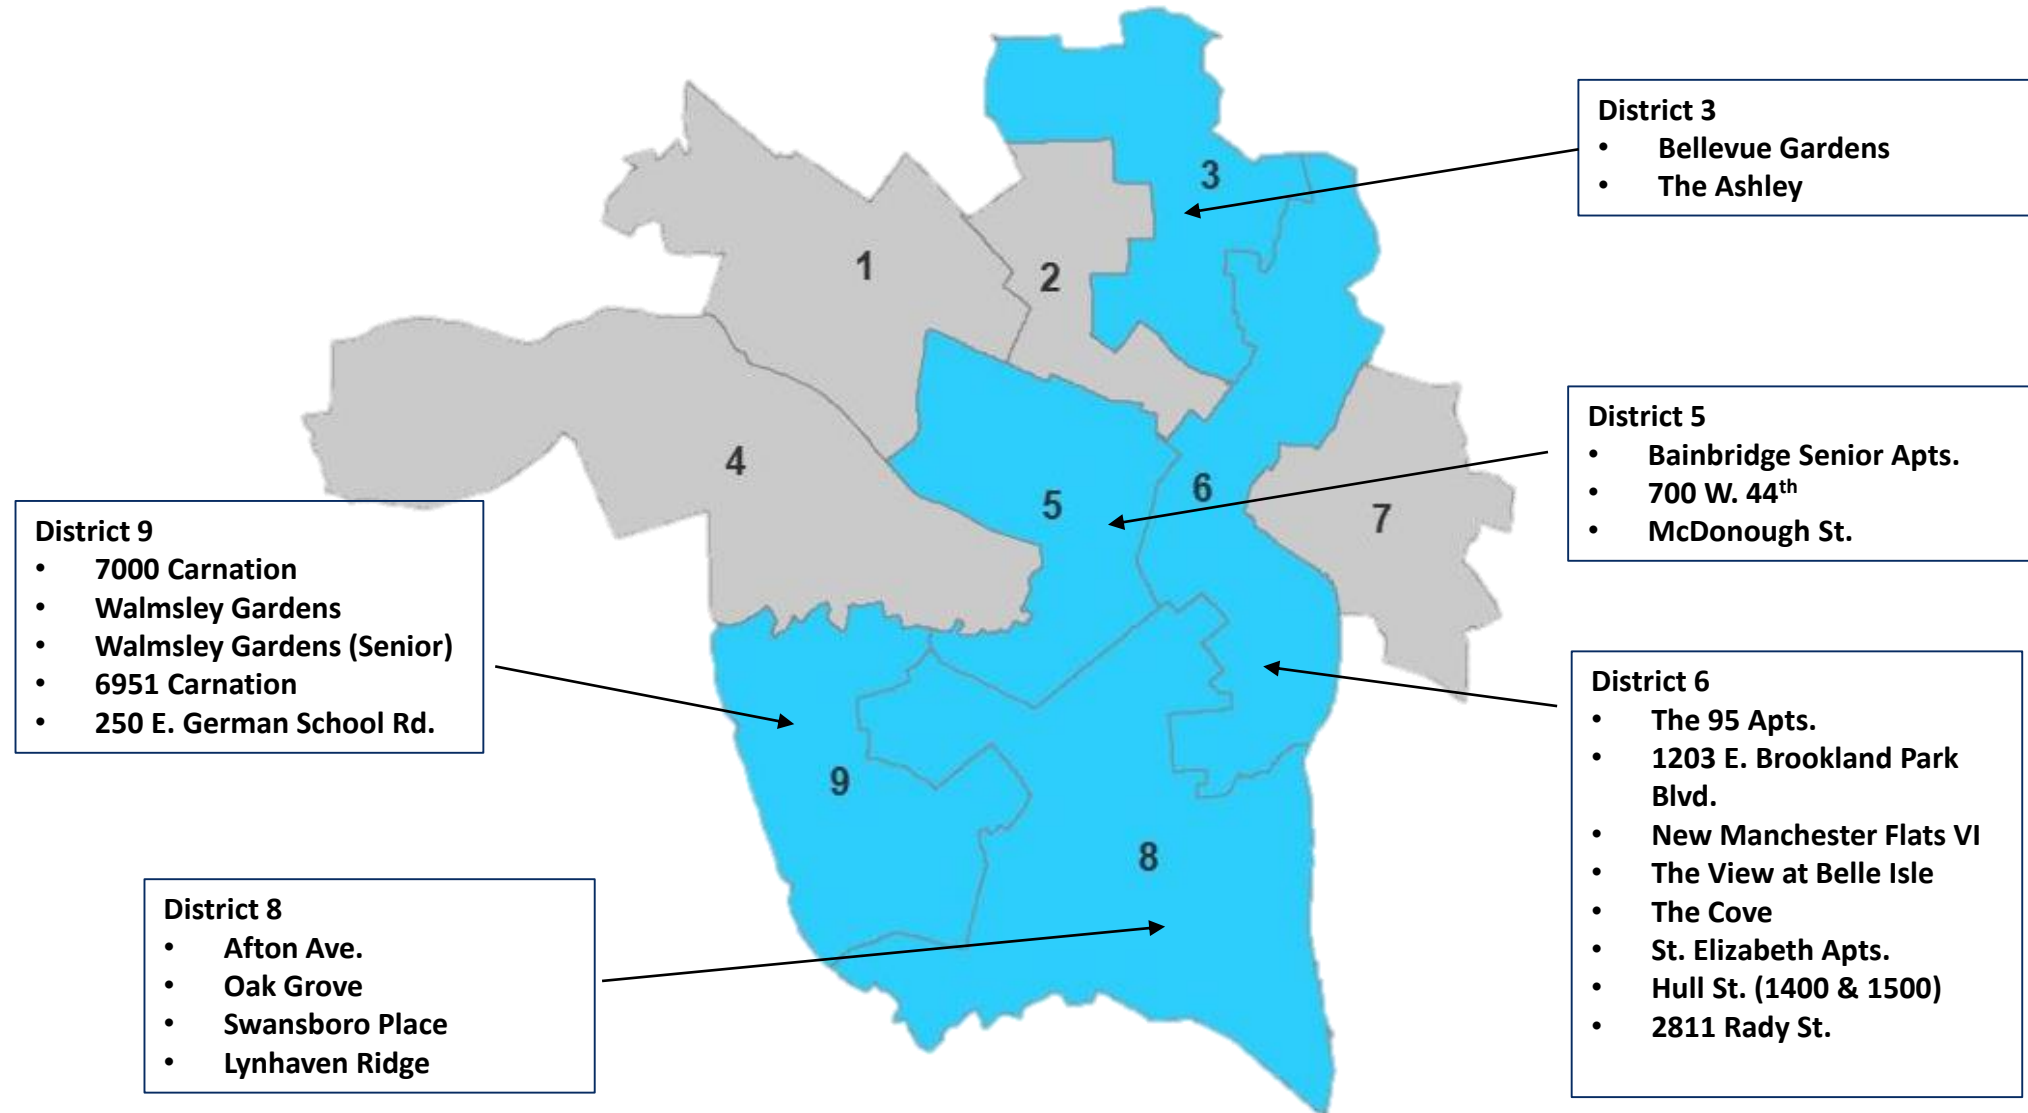 District 3
• Bellevue Gardens
• The Ashley
3
1
2
District 5
• Bainbridge Senior Apts.
• 700 W. 44th
• McDonough St.
4
5
6
7
District 9
• 7000 Carnation
• Walmsley Gardens
• Walmsley Gardens (Senior)
• 6951 Carnation
• 250 E. German School Rd.
District 6
• The 95 Apts.
• 1203 E. Brookland Park
Blvd.
• New Manchester Flats VI
• The View at Belle Isle
• The Cove
• St. Elizabeth Apts.
• Hull St. (1400 & 1500)
• 2811 Rady St.
9
8
District 8
• Afton Ave.
• Oak Grove
• Swansboro Place
• Lynhaven Ridge